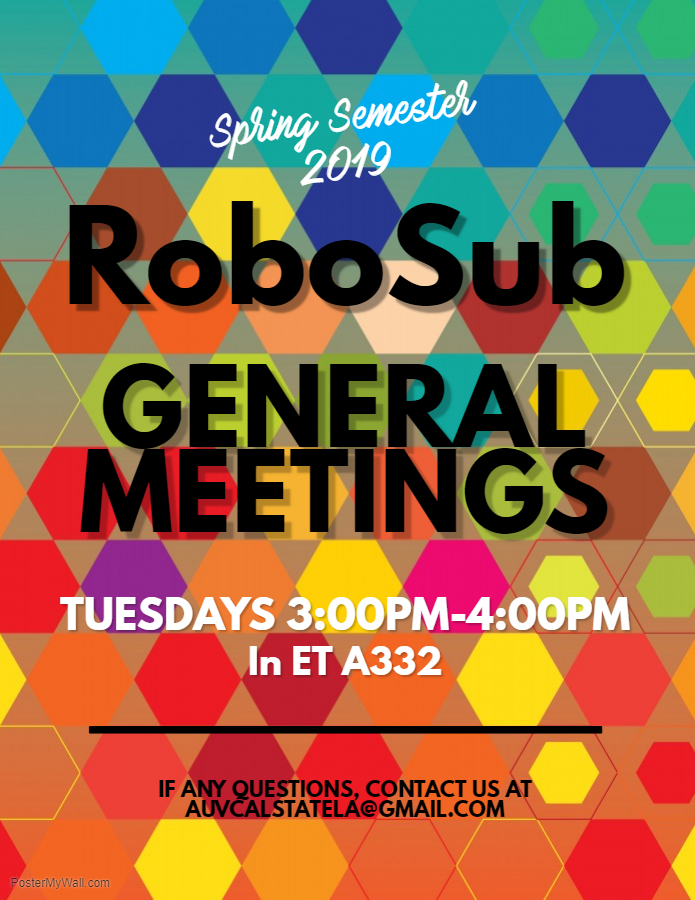 Spring Semester
2019
RoboSub
GENERAL
MEETINGS
TUESDAYS 3:00PM-4:00PM
In ET A332
IF ANY QUESTIONS, CONTACT US AT
AUVCALSTATELA@GMAIL.COM
PosterMyWall.com